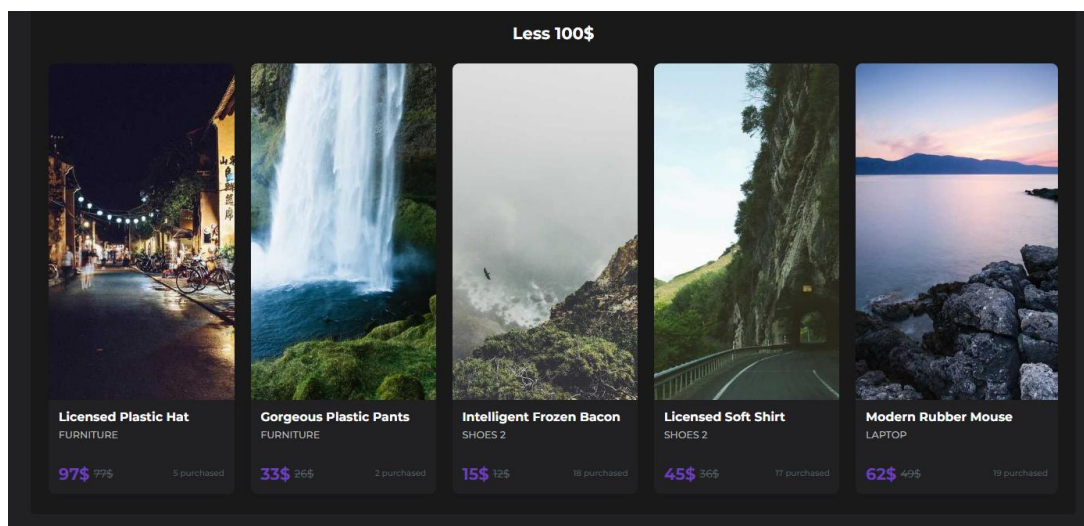 Less 100$
Licensed Plastic Hat
FURNITURE
97$ 77$
5 purchased
Gorgeous Plastic Pants
FURNITURE
33$ 26$
2 purchased
Intelligent Frozen Bacon
SHOES 2
15$ 12$
18 purchased
Licensed Soft Shirt
SHOES 2
45$ 36$
17 purchased
Modern Rubber Mouse
LAPTOP
62$ 49$
19 purchased